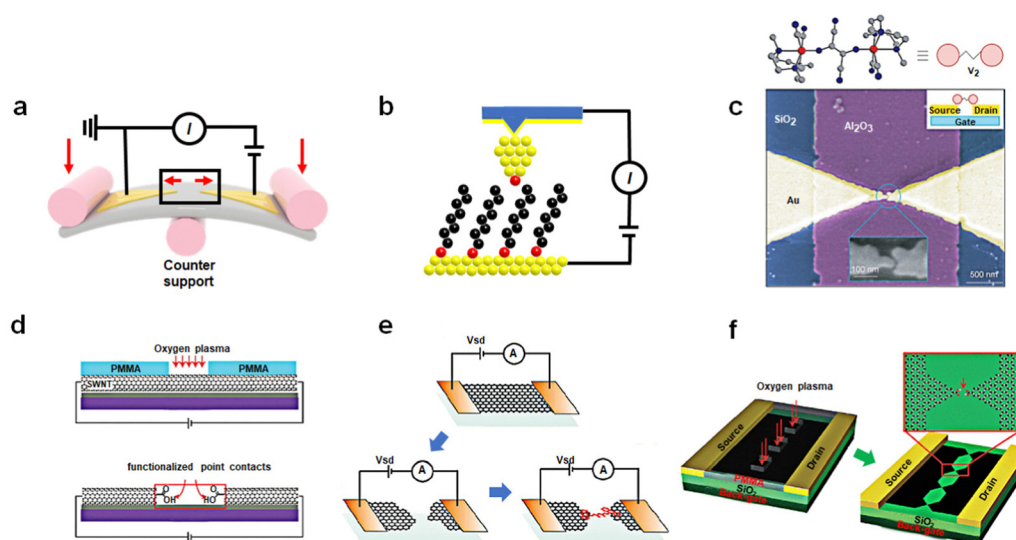 V₂
a
I
Counter
support
b
I
c
SiO₂
Al₂O₃
Source
Drain
Gate
Au
100 nm
500 nm
d
Oxygen plasma
PMMA
PMMA
SWNT
functionalized point contacts
O
OH
O
HO
e
Vsd
A
Vsd
A
Vsd
A
f
Oxygen plasma
Source
Drain
PMMA
SiO₂
Back-gate
Source
Drain
SiO₂
Back-gate